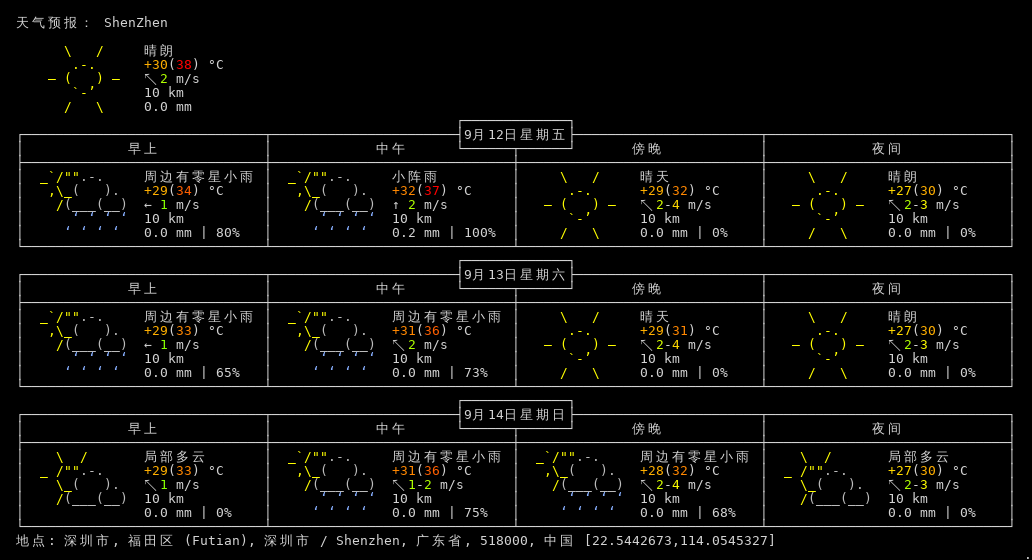 天气预报： ShenZhen
晴朗
+30(38) °C
↖ 2 m/s
10 km
0.0 mm
9月12日星期五
早上 中午 傍晚 夜间
周边有零星小雨 小阵雨 晴天 晴朗
+29(34) °C +32(37) °C +29(32) °C +27(30) °C
← 1 m/s ↑ 2 m/s ↖ 2-4 m/s ↖ 2-3 m/s
10 km 10 km 10 km 10 km
0.0 mm | 80% 0.2 mm | 100% 0.0 mm | 0% 0.0 mm | 0%
9月13日星期六
早上 中午 傍晚 夜间
周边有零星小雨 周边有零星小雨 晴天 晴朗
+29(33) °C +31(36) °C +29(31) °C +27(30) °C
← 1 m/s ↖ 2 m/s ↖ 2-4 m/s ↖ 2-3 m/s
10 km 10 km 10 km 10 km
0.0 mm | 65% 0.0 mm | 73% 0.0 mm | 0% 0.0 mm | 0%
9月14日星期日
早上 中午 傍晚 夜间
局部多云 周边有零星小雨 周边有零星小雨 局部多云
+29(33) °C +31(36) °C +28(32) °C +27(30) °C
↖ 1 m/s ↖ 1-2 m/s ↖ 2-4 m/s ↖ 2-3 m/s
10 km 10 km 10 km 10 km
0.0 mm | 0% 0.0 mm | 75% 0.0 mm | 68% 0.0 mm | 0%
地点: 深圳市, 福田区 (Futian), 深圳市 / Shenzhen, 广东省, 518000, 中国 [22.5442673,114.0545327]